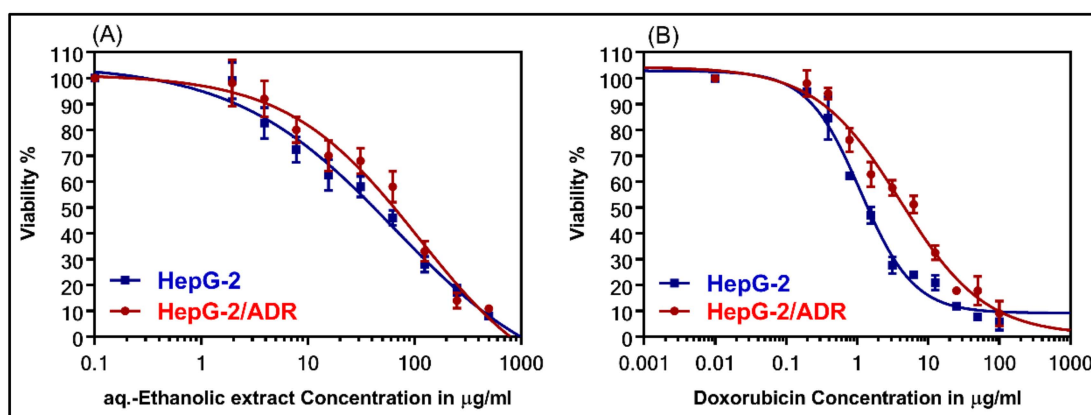 (A)
110
100
90
80
70
60
50
40
30
20
10
0
Viability %
HepG-2
HepG-2/ADR
0.1 1 10 100 1000
aq.-Ethanolic extract Concentration in μg/ml
(B)
110
100
90
80
70
60
50
40
30
20
10
0
Viability %
HepG-2
HepG-2/ADR
0.001 0.01 0.1 1 10 100 1000
Doxorubicin Concentration in μg/ml